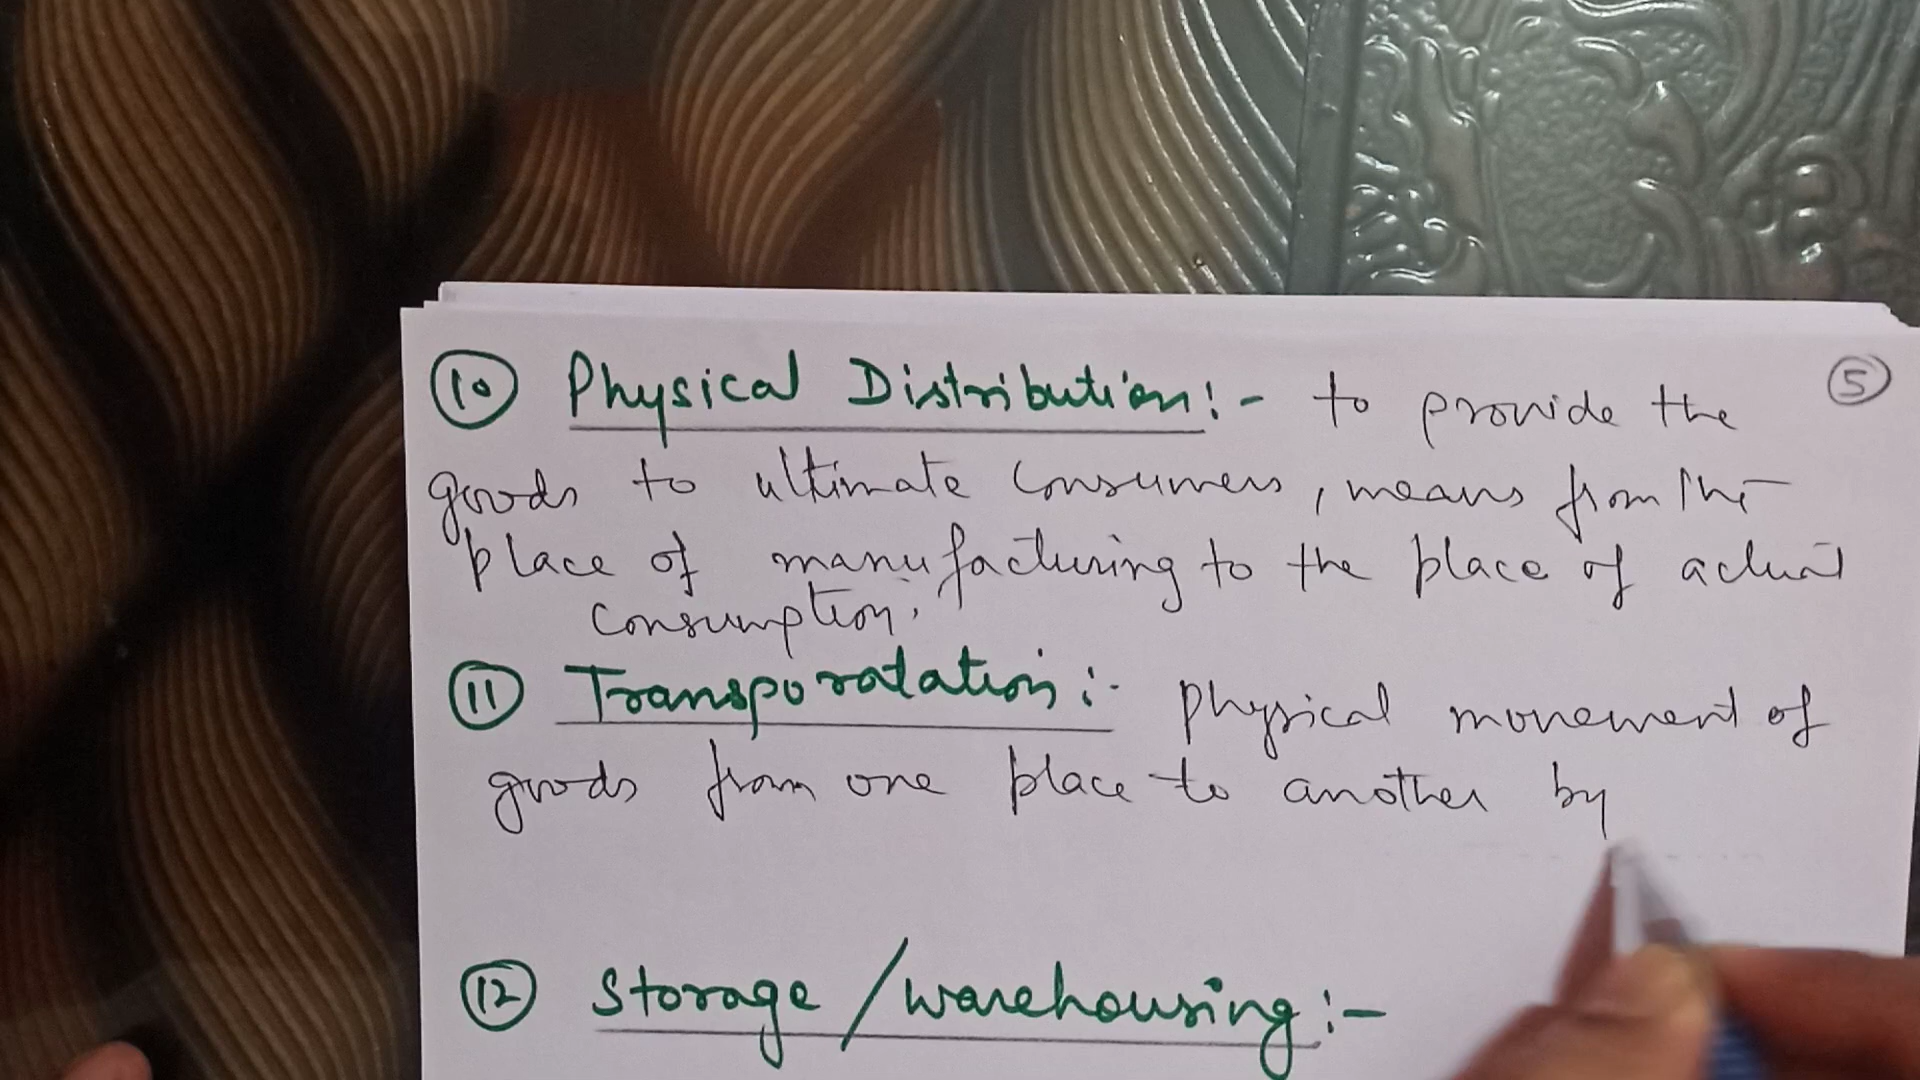 ⑩ Physical Distribution:- to provide the
⑤
goods to ultimate consumers, means from the
place of manufacturing to the place of actual
consumption.
⑪ Transporatation:- Physical movement of
goods from one place to another by
⑫ Storage/warehousing:-